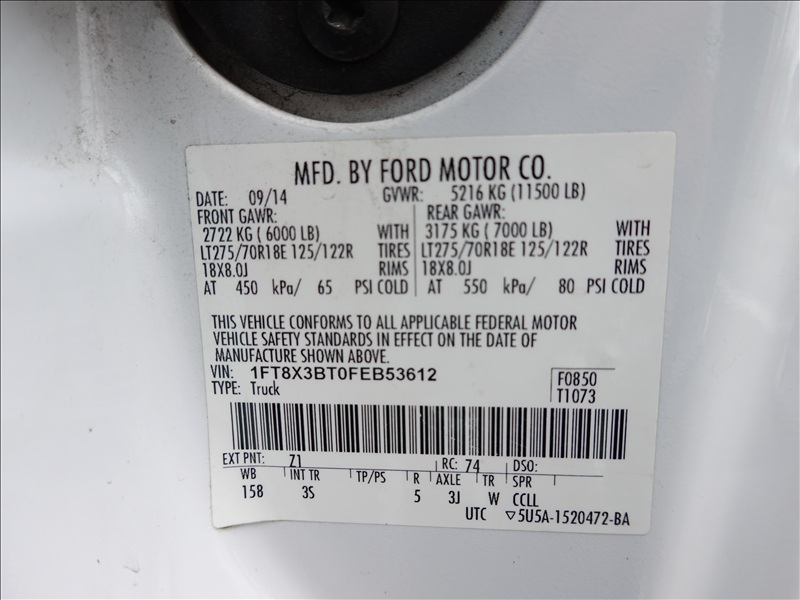 MFD. BY FORD MOTOR CO.
DATE: 09/14 GVWR: 5216 KG (11500 LB)
FRONT GAWR: REAR GAWR:
2722 KG ( 6000 LB) WITH 3175 KG ( 7000 LB) WITH
LT275/70R18E 125/122R TIRES LT275/70R18E 125/122R TIRES
18X8.0J RIMS 18X8.0J RIMS
AT 450 kPa/ 65 PSI COLD AT 550 kPa/ 80 PSI COLD
THIS VEHICLE CONFORMS TO ALL APPLICABLE FEDERAL MOTOR
VEHICLE SAFETY STANDARDS IN EFFECT ON THE DATE OF
MANUFACTURE SHOWN ABOVE.
VIN: 1FT8X3BT0FEB53612 F0850
TYPE: Truck T1073
EXT PNT: Z1 RC: 74 DSO:
WB INT TR TP/PS R AXLE TR SPR
158 3S 5 3J W CCLL
UTC ▽5U5A-1520472-BA